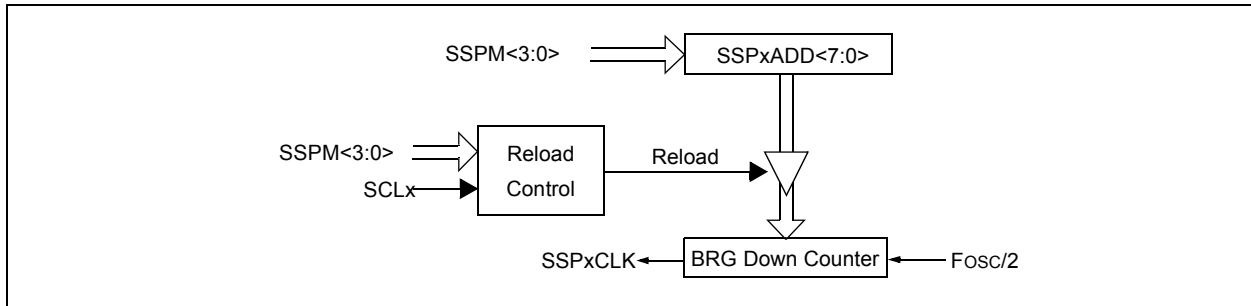 SSPM<3:0>
SSPxADD<7:0>
SSPM<3:0>
SCLx
Reload
Control
Reload
SSPxCLK
BRG Down Counter
FOSC/2